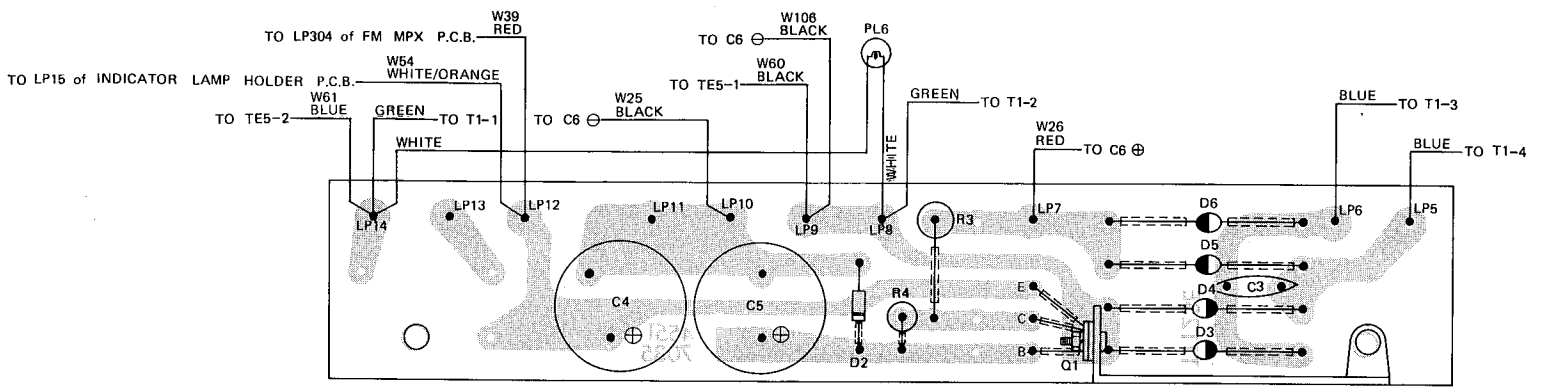 W39
RED
TO LP304 of FM MPX P.C.B.
W54
WHITE/ORANGE
TO LP15 of INDICATOR LAMP HOLDER P.C.B.
W61
BLUE
TO TE5-2
GREEN
TO T1-1
WHITE
W25
BLACK
TO C6 ⊖
W106
BLACK
TO C6 ⊖
W60
BLACK
TO TE5-1
PL6
WHITE
GREEN
TO T1-2
W26
RED
TO C6 ⊕
BLUE
TO T1-3
BLUE
TO T1-4
LP14
LP13
LP12
LP11
LP10
LP9
LP8
R3
LP7
D6
LP6
LP5
D5
E
D4
C3
C4
C5
R4
C
D3
B
D2
Q1